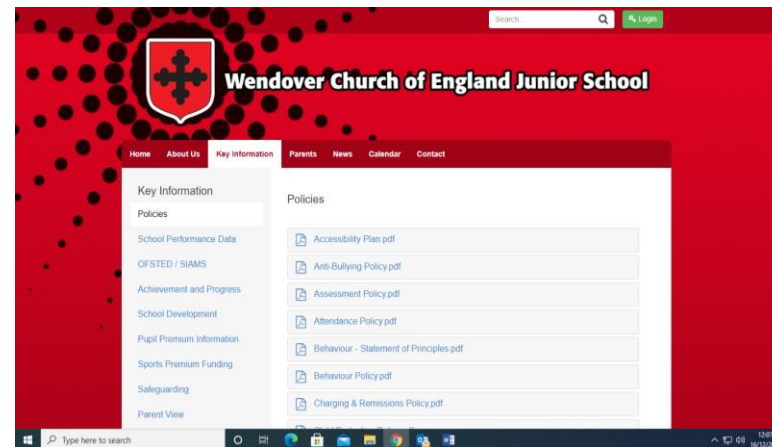 Search...
Login
Wendover Church of England Junior School
Home About Us Key Information Parents News Calendar Contact
Key Information
Policies
School Performance Data
OFSTED / SIAMS
Achievement and Progress
School Development
Pupil Premium Information
Sports Premium Funding
Safeguarding
Parent View
Policies
Accessibility Plan.pdf
Anti-Bullying Policy.pdf
Assessment Policy.pdf
Attendance Policy.pdf
Behaviour - Statement of Principles.pdf
Behaviour Policy.pdf
Charging & Remissions Policy.pdf
Type here to search